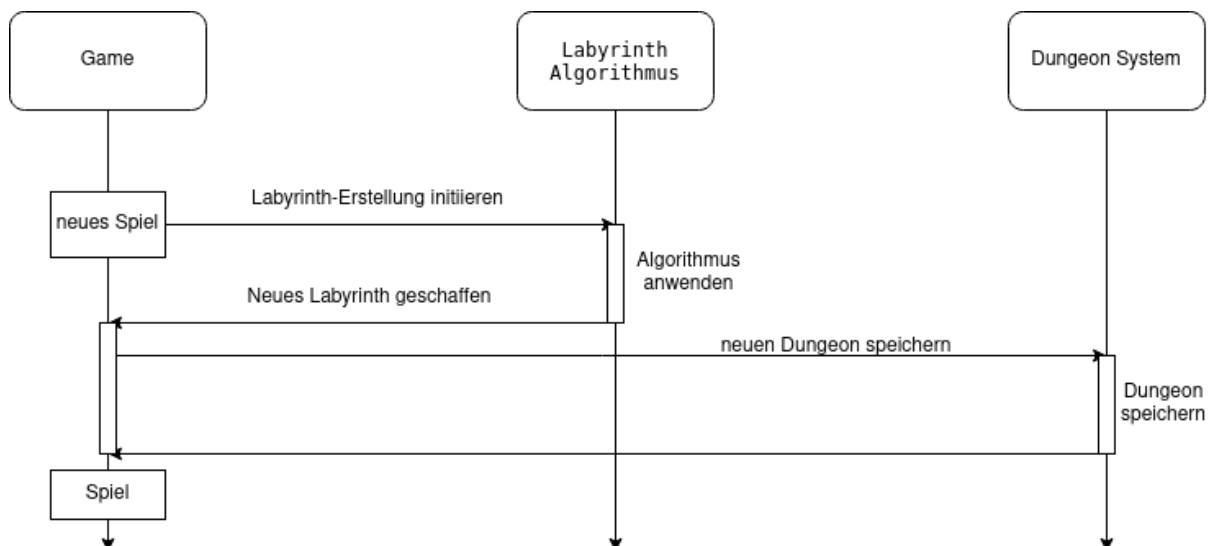 Game
Labyrinth
Algorithmus
Dungeon System
neues Spiel
Labyrinth-Erstellung initiieren
Algorithmus
anwenden
Neues Labyrinth geschaffen
neuen Dungeon speichern
Dungeon
speichern
Spiel